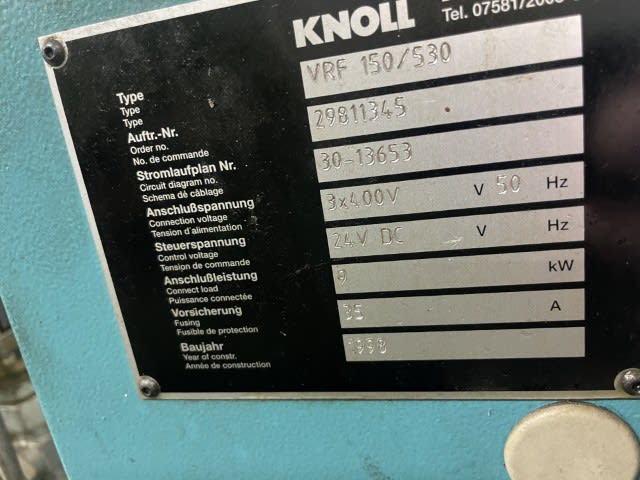 KNOLL
Tel. 07581/2008
Type
Type
Type
VRF 150/530
Auftr.-Nr.
Order no.
No. de commande
29811345
Stromlaufplan Nr.
Circuit diagram no.
Schema dé câblage
30-13653
Anschlußspannung
Connection voltage
Tension d'alimentation
3x400V V 50 Hz
Steuerspannung
Control voltage
Tension de commande
24V DC V Hz
Anschlußleistung
Connect load
Puissance connectée
9 kW
Vorsicherung
Fusing
Fusible de protection
35 A
Baujahr
Year of constr.
Année de construction
1998